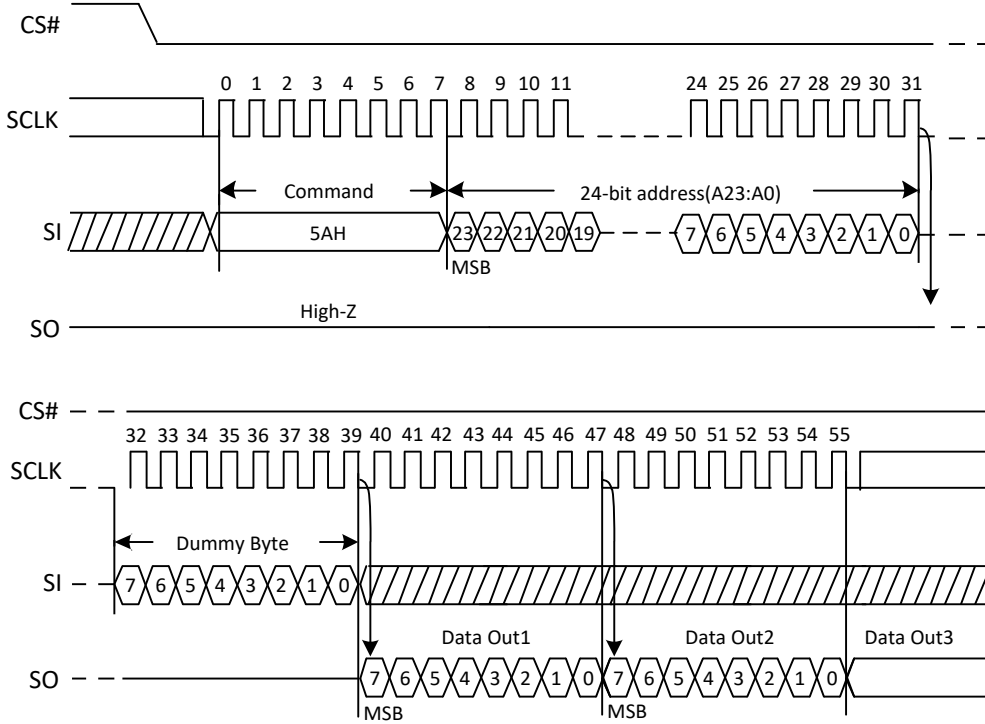 CS#
0 1 2 3 4 5 6 7 8 9 10 11 24 25 26 27 28 29 30 31
SCLK
Command 24-bit address(A23:A0)
SI 5AH 23 22 21 20 19 7 6 5 4 3 2 1 0
MSB
High-Z
SO
CS#
32 33 34 35 36 37 38 39 40 41 42 43 44 45 46 47 48 49 50 51 52 53 54 55
SCLK
Dummy Byte
SI 7 6 5 4 3 2 1 0
Data Out1 Data Out2 Data Out3
SO 7 6 5 4 3 2 1 0 7 6 5 4 3 2 1 0
MSB MSB